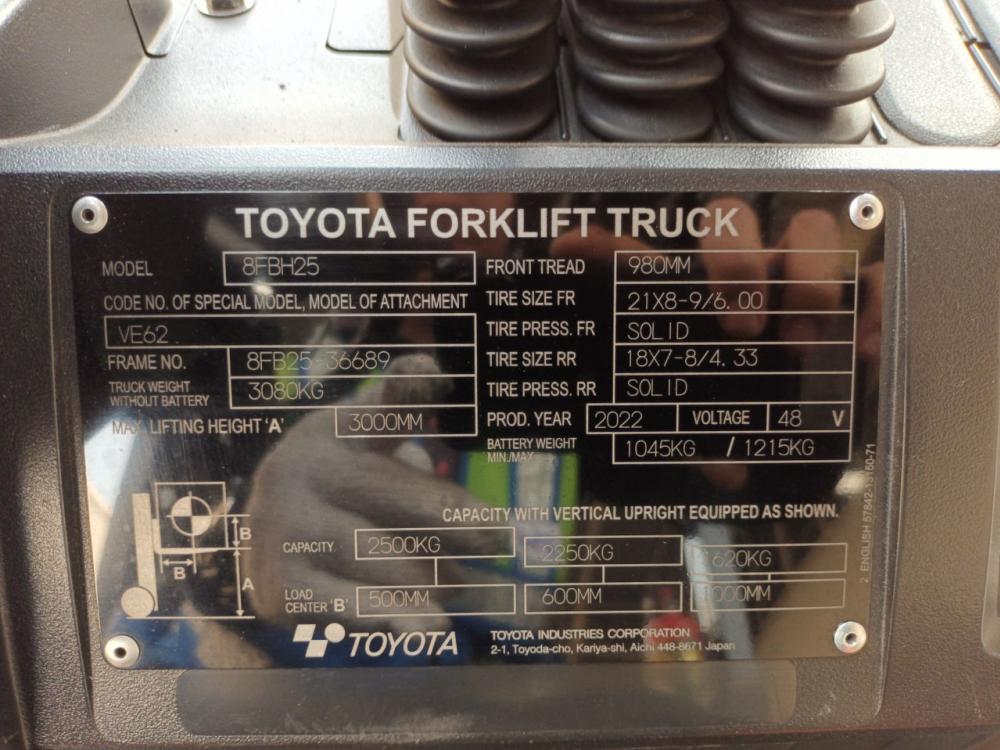 TOYOTA FORKLIFT TRUCK
MODEL 8FBH25 FRONT TREAD 980MM
CODE NO. OF SPECIAL MODEL, MODEL OF ATTACHMENT TIRE SIZE FR 21X8-9/6.00
VE62 TIRE PRESS. FR SOLID
FRAME NO. 8FB25-36689 TIRE SIZE RR 18X7-8/4.33
TRUCK WEIGHT WITHOUT BATTERY 3080KG TIRE PRESS. RR SOLID
MAX. LIFTING HEIGHT 'A' 3000MM PROD. YEAR 2022 VOLTAGE 48 V
BATTERY WEIGHT MIN./MAX. 1045KG / 1215KG
CAPACITY WITH VERTICAL UPRIGHT EQUIPPED AS SHOWN.
B
B
A
CAPACITY 2500KG 2250KG 1620KG
LOAD CENTER 'B' 500MM 600MM 1000MM
TOYOTA TOYOTA INDUSTRIES CORPORATION
2-1, Toyoda-cho, Kariya-shi, Aichi 448-8671 Japan
2 ENGLISH